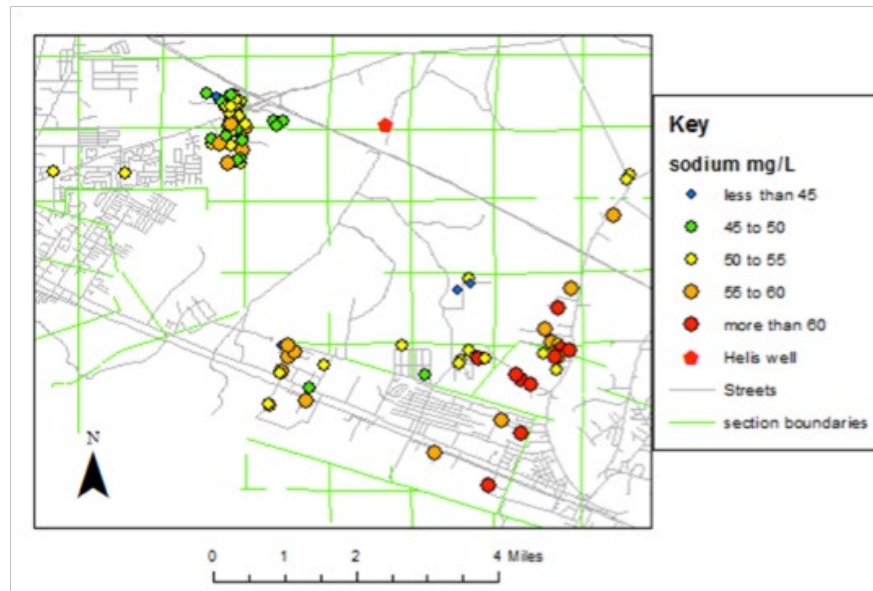 Key
sodium mg/L
less than 45
45 to 50
50 to 55
55 to 60
more than 60
Helis well
Streets
section boundaries
N
0 1 2 4 Miles